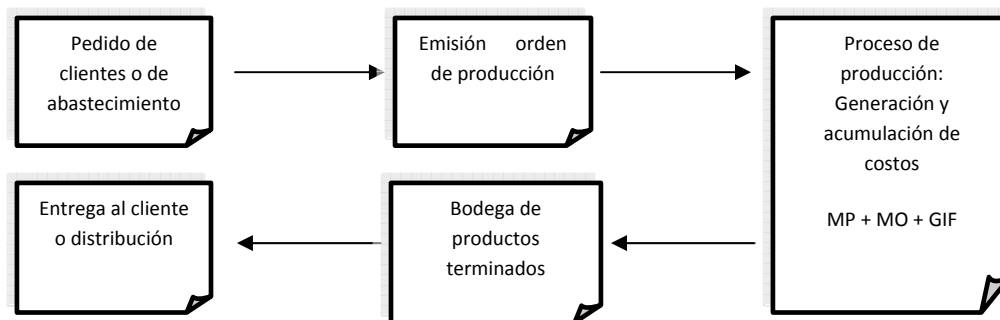 Pedido de
clientes o de
abastecimiento
Emisión orden
de producción
Proceso de
producción:
Generación y
acumulación de
costos
MP + MO + GIF
Bodega de
productos
terminados
Entrega al cliente
o distribución